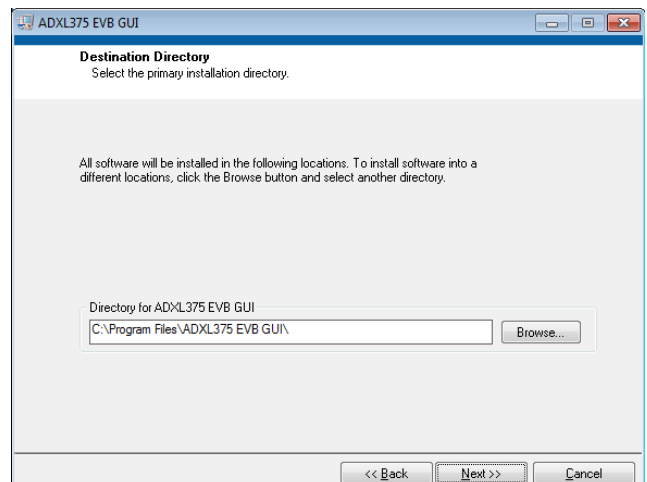 ADXL375 EVB GUI
Destination Directory
Select the primary installation directory.
All software will be installed in the following locations. To install software into a
different locations, click the Browse button and select another directory.
Directory for ADXL375 EVB GUI
C:\Program Files\ADXL375 EVB GUI\
Browse...
<< Back
Next >>
Cancel